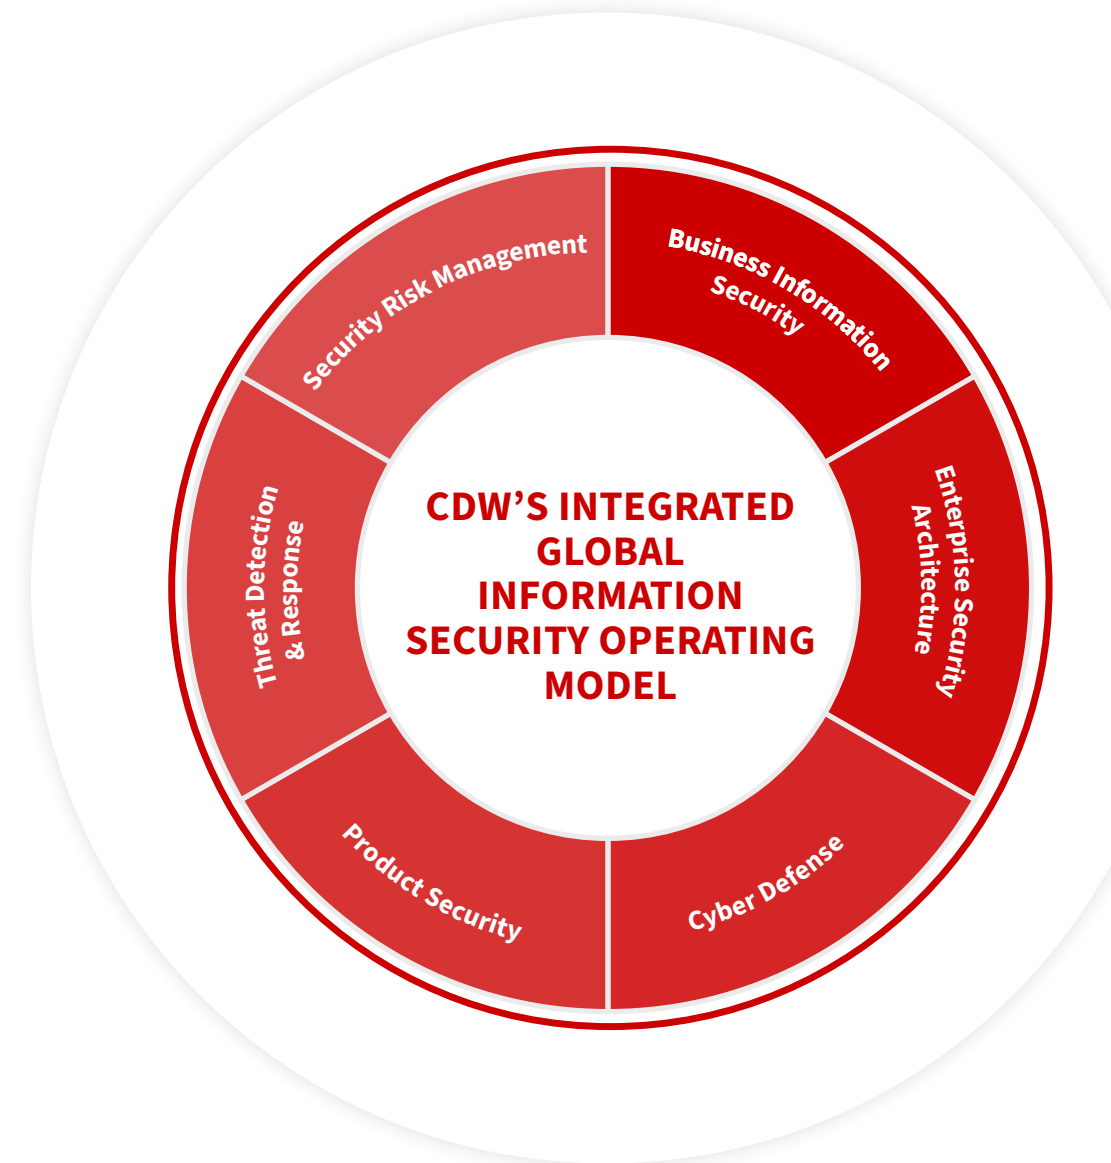 CDW’S INTEGRATED
GLOBAL
INFORMATION
SECURITY OPERATING
MODEL
Business Information
Security
Enterprise Security
Architecture
Cyber Defense
Product Security
Threat Detection
& Response
Security Risk Management